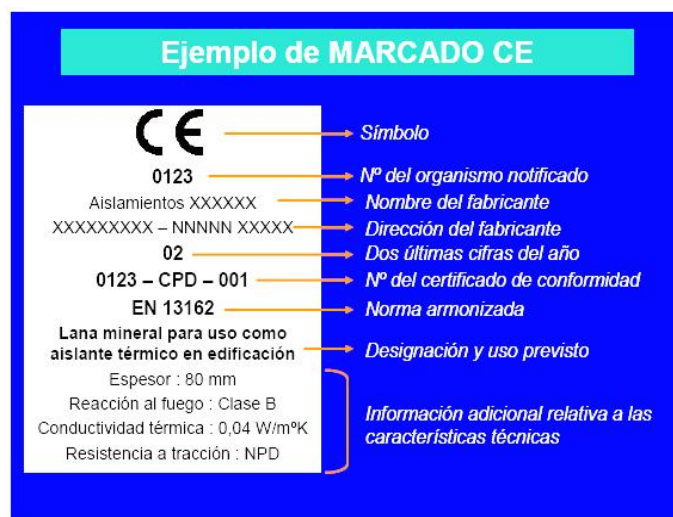 Ejemplo de MARCADO CE
CE
Símbolo
0123
Nº del organismo notificado
Aislamientos XXXXXX
Nombre del fabricante
XXXXXXXXX – NNNNN XXXXX
Dirección del fabricante
02
Dos últimas cifras del año
0123 – CPD – 001
Nº del certificado de conformidad
EN 13162
Norma armonizada
Lana mineral para uso como
aislante térmico en edificación
Designación y uso previsto
Espesor : 80 mm
Reacción al fuego : Clase B
Conductividad térmica : 0,04 W/mºK
Resistencia a tracción : NPD
Información adicional relativa a las
características técnicas